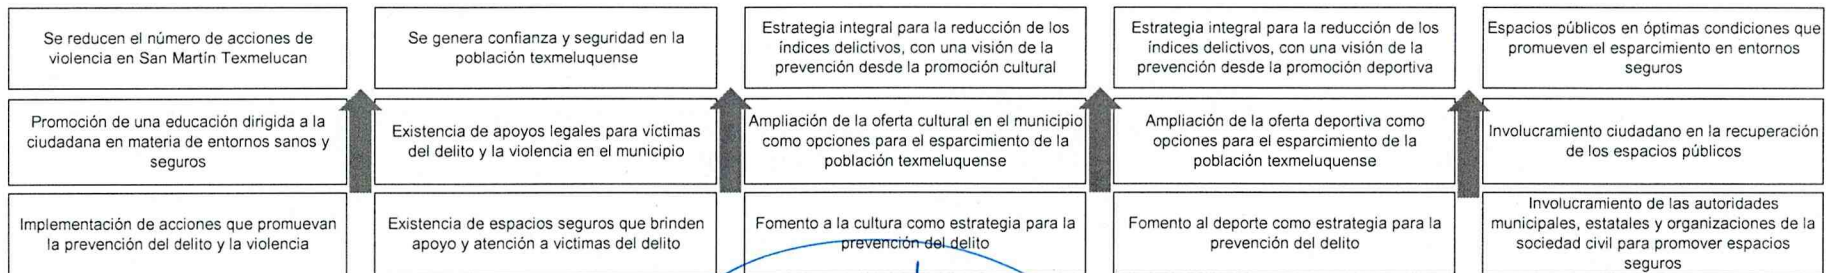 Se reducen el número de acciones de
violencia en San Martín Texmelucan
Se genera confianza y seguridad en la
población texmeluquense
Estrategia integral para la reducción de los
índices delictivos, con una visión de la
prevención desde la promoción cultural
Estrategia integral para la reducción de los
índices delictivos, con una visión de la
prevención desde la promoción deportiva
Espacios públicos en óptimas condiciones que
promueven el esparcimiento en entornos
seguros
Promoción de una educación dirigida a la
ciudadana en materia de entornos sanos y
seguros
Existencia de apoyos legales para víctimas
del delito y la violencia en el municipio
Ampliación de la oferta cultural en el municipio
como opciones para el esparcimiento de la
población texmeluquense
Ampliación de la oferta deportiva como
opciones para el esparcimiento de la
población texmeluquense
Involucramiento ciudadano en la recuperación
de los espacios públicos
Implementación de acciones que promuevan
la prevención del delito y la violencia
Existencia de espacios seguros que brinden
apoyo y atención a victimas del delito
Fomento a la cultura como estrategia para la
prevención del delito
Fomento al deporte como estrategia para la
prevención del delito
Involucramiento de las autoridades
municipales, estatales y organizaciones de la
sociedad civil para promover espacios
seguros